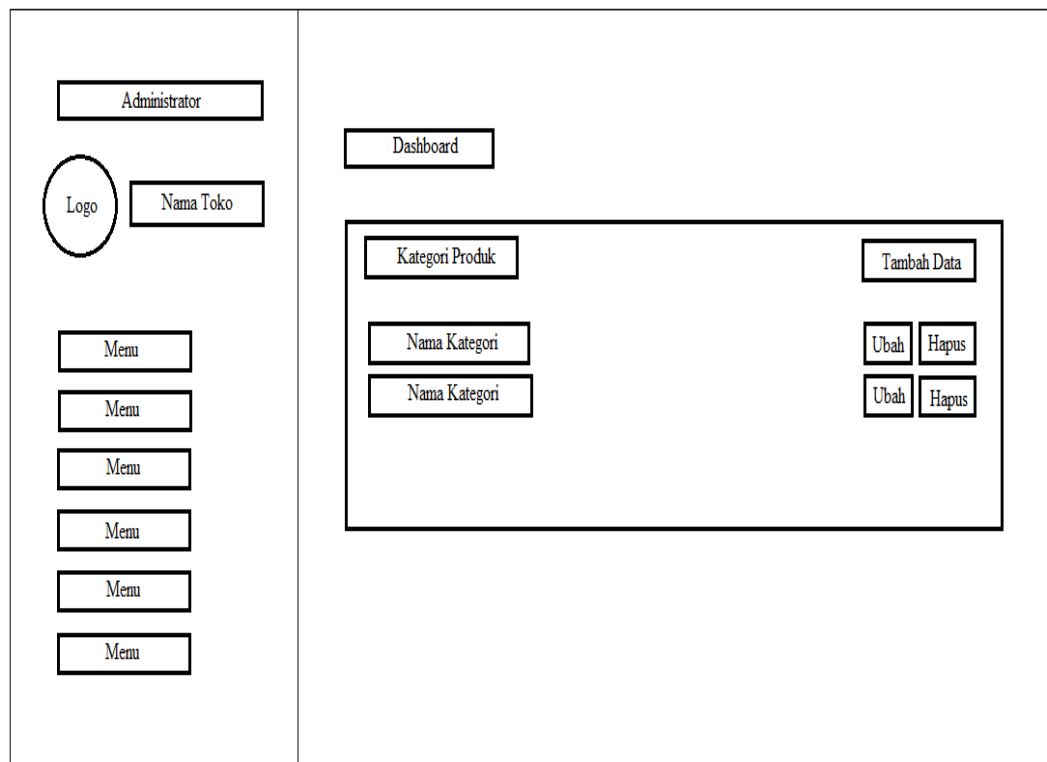 Administrator
Logo
Nama Toko
Menu
Menu
Menu
Menu
Menu
Menu
Dashboard
Kategori Produk
Tambah Data
Nama Kategori
Ubah
Hapus
Nama Kategori
Ubah
Hapus